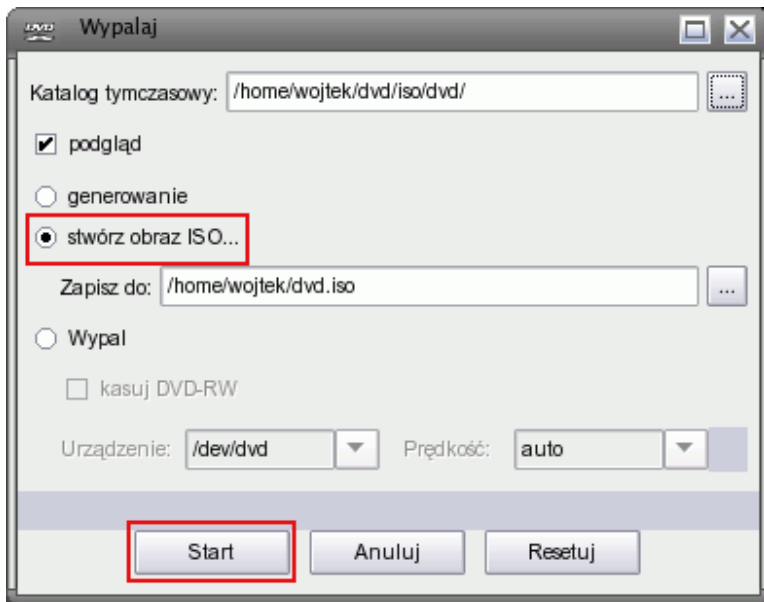 DVD Wypalaj
Katalog tymczasowy: /home/wojtek/dvd/iso/dvd/ ...
podgląd
generowanie
stwórz obraz ISO...
Zapisz do: /home/wojtek/dvd.iso ...
Wypal
kasuj DVD-RW
Urządzenie: /dev/dvd Prędkość: auto
Start Anuluj Resetuj